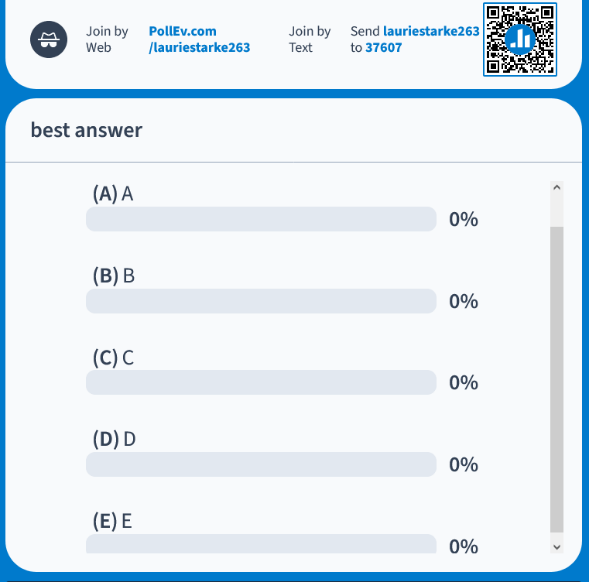 Join by
Web
PollEv.com
/lauriestarke263
Join by
Text
Send lauriestarke263
to 37607
best answer
(A) A
0%
(B) B
0%
(C) C
0%
(D) D
0%
(E) E
0%